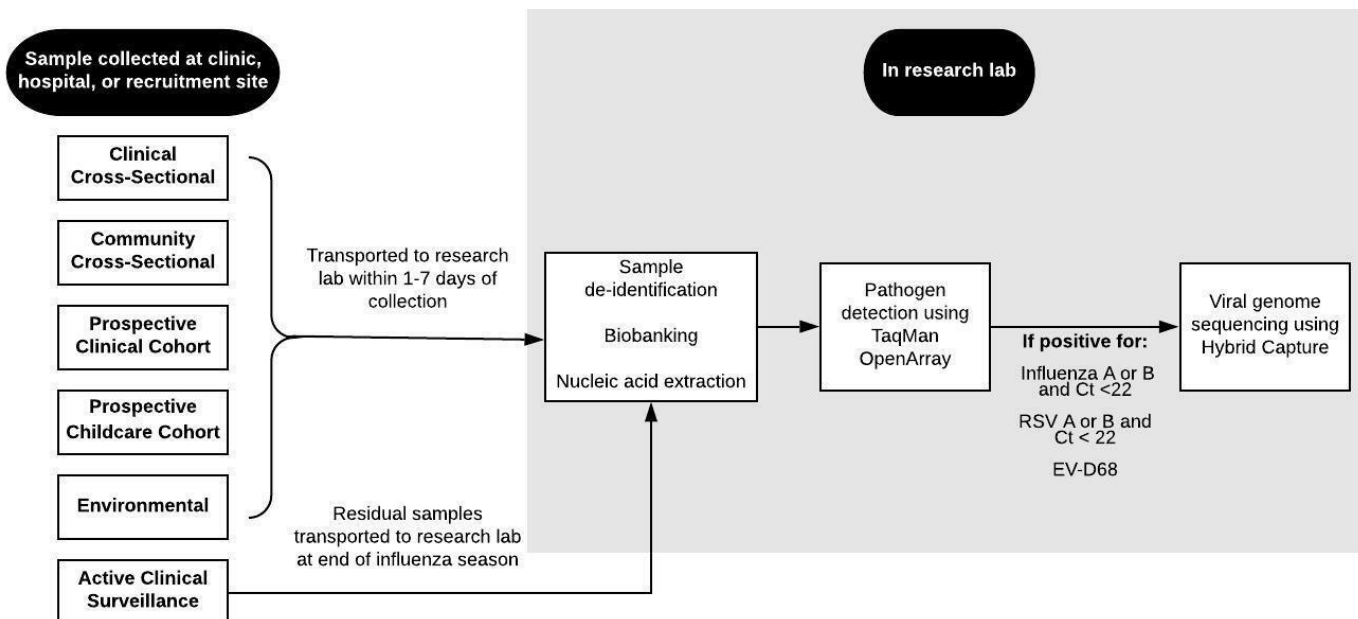 Sample collected at clinic,
hospital, or recruitment site
In research lab
Clinical
Cross-Sectional
Community
Cross-Sectional
Prospective
Clinical Cohort
Prospective
Childcare Cohort
Environmental
Active Clinical
Surveillance
Transported to research
lab within 1-7 days of
collection
Residual samples
transported to research lab
at end of influenza season
Sample
de-identification
Biobanking
Nucleic acid extraction
Pathogen
detection using
TaqMan
OpenArray
If positive for:
Influenza A or B
and Ct <22
RSV A or B and
Ct < 22
EV-D68
Viral genome
sequencing using
Hybrid Capture